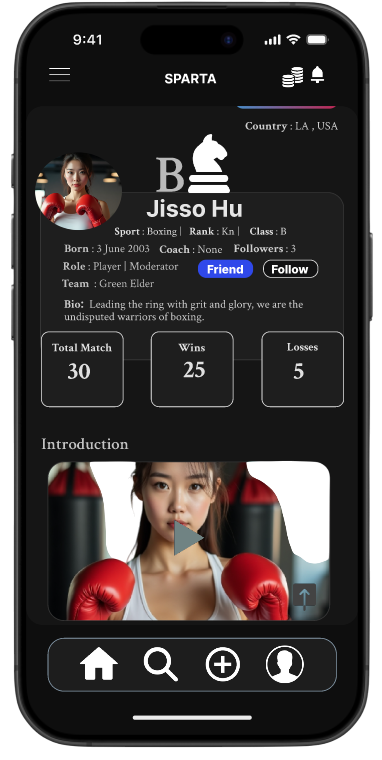 9:41
SPARTA
Country : LA , USA
B
Jisso Hu
Sport : Boxing | Rank : Kn | Class : B
Born : 3 June 2003 Coach : None Followers : 3
Role : Player | Moderator
Friend Follow
Team : Green Elder
Bio: Leading the ring with grit and glory, we are the
undisputed warriors of boxing.
Total Match Wins Losses
30 25 5
Introduction